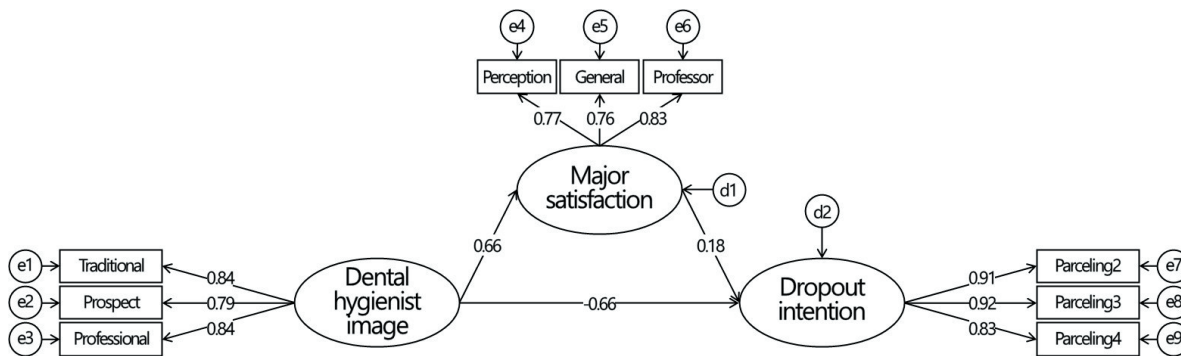 e4
e5
e6
Perception
General
Professor
0.77
0.76
0.83
Major
satisfaction
d1
d2
0.66
0.18
e1
Traditional
0.84
e2
Prospect
0.79
e3
Professional
0.84
Dental
hygienist
image
-0.66
Dropout
intention
0.91
Parceling2
e7
0.92
Parceling3
e8
0.83
Parceling4
e9